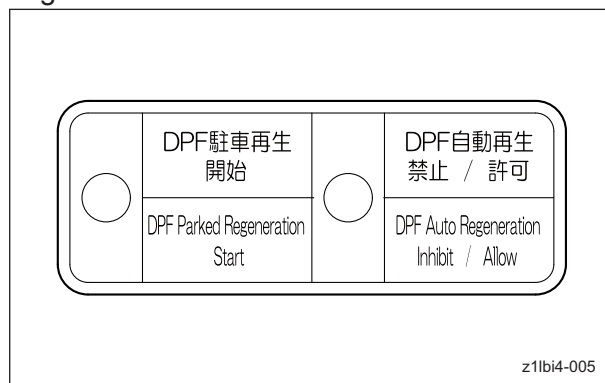 DPF駐車再生
開始
DPF Parked Regeneration
Start
DPF自動再生
禁止 / 許可
DPF Auto Regeneration
Inhibit / Allow
z1lbi4-005